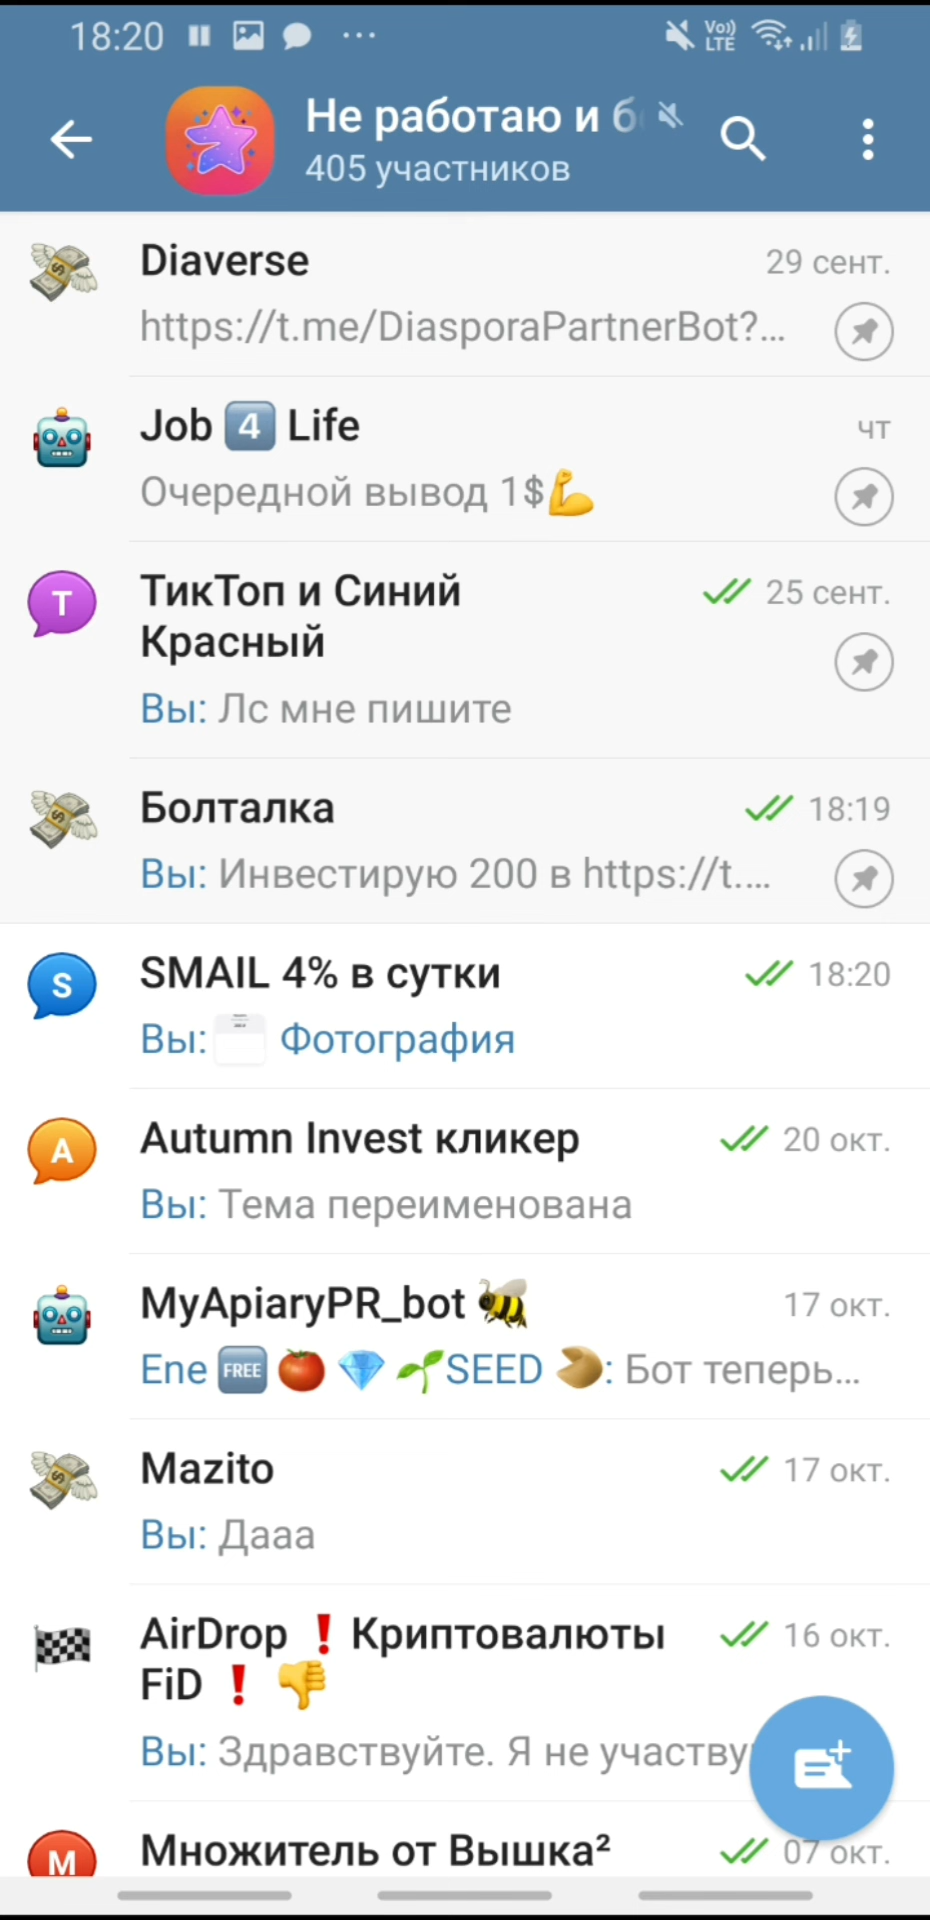 18:20 Vo)) LTE
Не работаю и
405 участников
Diaverse 29 сент.
https://t.me/DiasporaPartnerBot?...
Job 4 Life чт
Очередной вывод 1$
Т ТикТоп и Синий 25 сент.
Красный
Вы: Лс мне пишите
Болталка 18:19
Вы: Инвестирую 200 в https://t....
S SMAIL 4% в сутки 18:20
Вы: Фотография
A Autumn Invest кликер 20 окт.
Вы: Тема переименована
MyApiaryPR_bot 17 окт.
Ene FREE SEED : Бот теперь...
Mazito 17 окт.
Вы: Дааа
AirDrop ❗ Криптовалюты 16 окт.
FiD ❗
Вы: Здравствуйте. Я не участву
М Множитель от Вышка² 07 окт.